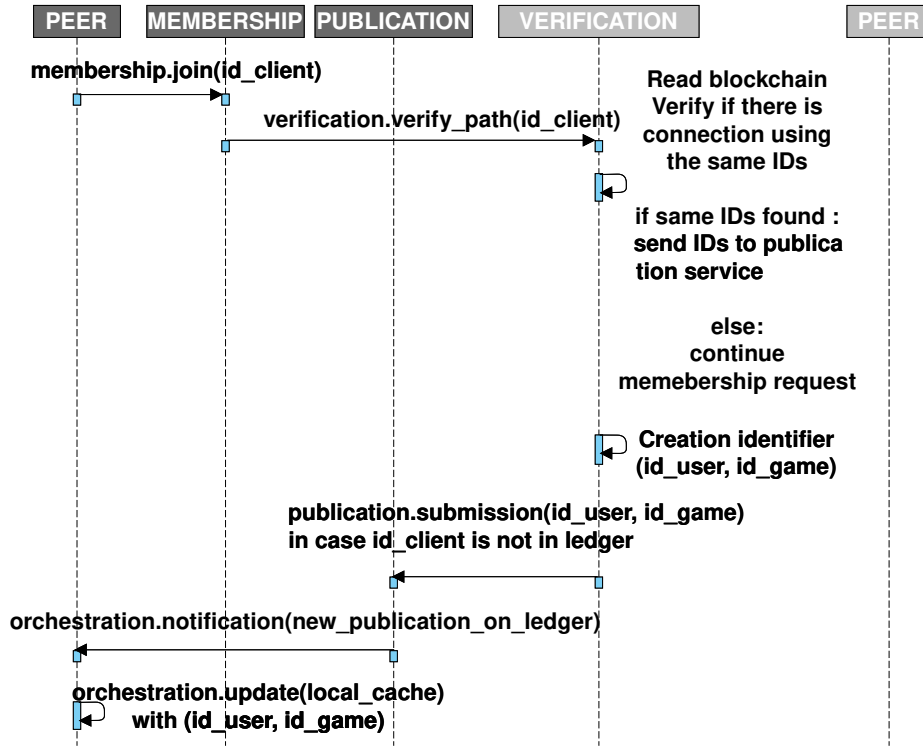 PEER MEMBERSHIP PUBLICATION VERIFICATION PEER
membership.join(id_client)
Read blockchain
Verify if there is
connection using
the same IDs
verification.verify_path(id_client)
if same IDs found :
send IDs to publica
tion service
else:
continue
memebership request
Creation identifier
(id_user, id_game)
publication.submission(id_user, id_game)
in case id_client is not in ledger
orchestration.notification(new_publication_on_ledger)
orchestration.update(local_cache)
with (id_user, id_game)